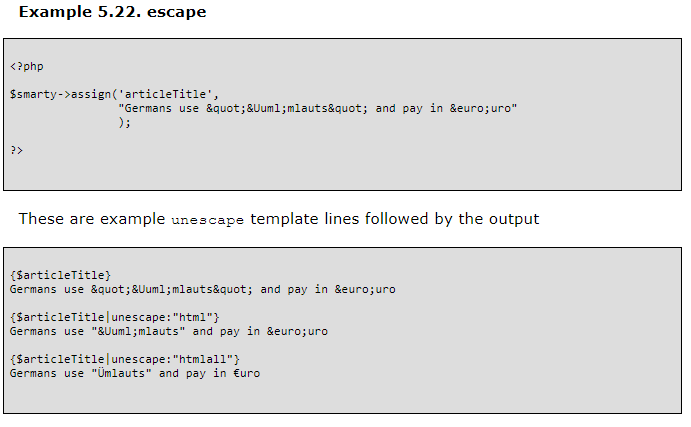 Example 5.22. escape
<?php
$smarty->assign('articleTitle',
"Germans use &quot;&Uuml;mlauts&quot; and pay in &euro;uro"
);
?>
These are example unescape template lines followed by the output
{$articleTitle}
Germans use &quot;&Uuml;mlauts&quot; and pay in &euro;uro
{$articleTitle|unescape:"html"}
Germans use "&Uuml;mlauts" and pay in &euro;uro
{$articleTitle|unescape:"htmlall"}
Germans use "Ümlauts" and pay in €uro